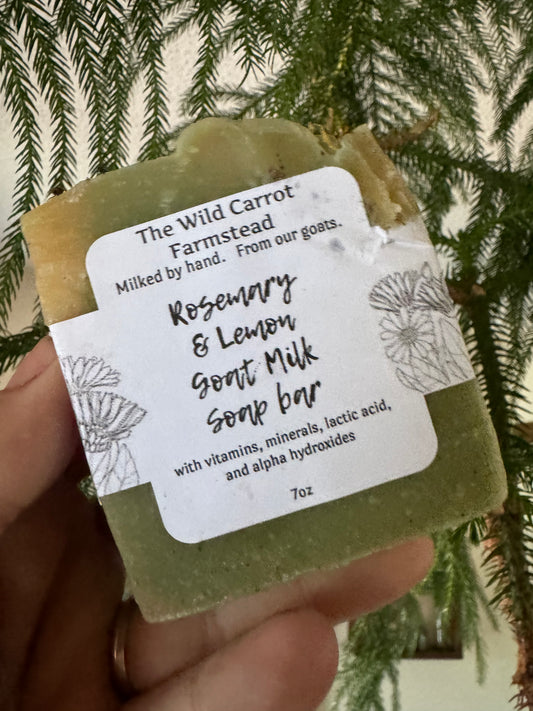 The Wild Carrot
Farmstead
Milked by hand. From our goats.
Rosemary
& Lemon
Goat Milk
Soap bar
with vitamins, minerals, lactic acid,
and alpha hydroxides
7oz